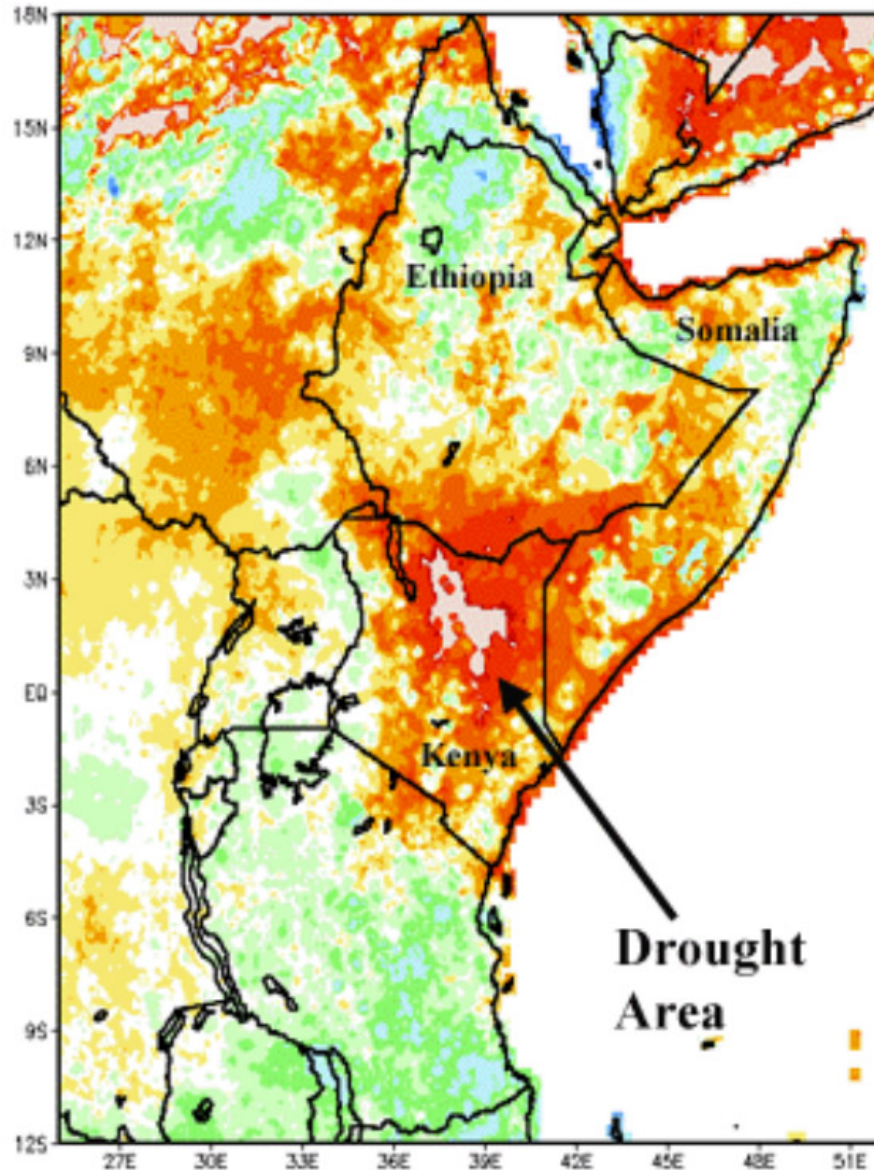 18N
15N
12N
9N
6N
3N
EQ
3S
6S
9S
12S
Ethiopia
Somalia
Kenya
Drought
Area
27E 30E 33E 36E 39E 42E 45E 48E 51E